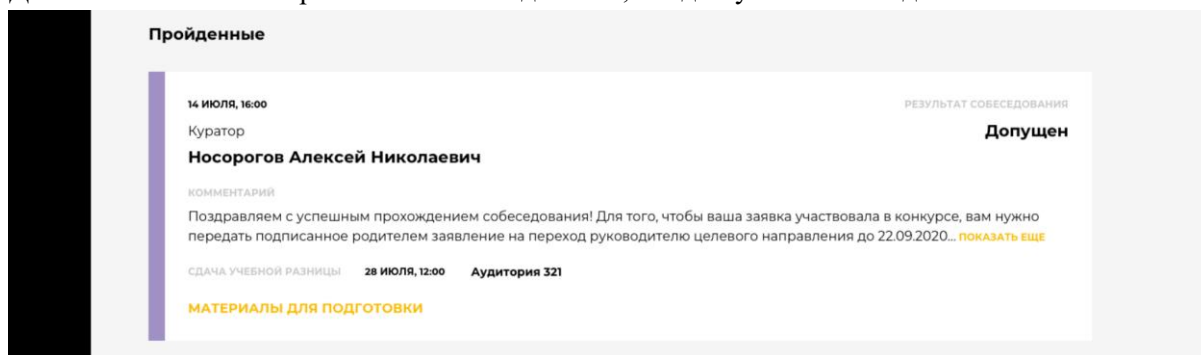 Пройденные
14 ИЮЛЯ, 16:00
РЕЗУЛЬТАТ СОБЕСЕДОВАНИЯ
Куратор
Допущен
Носорогов Алексей Николаевич
КОММЕНТАРИЙ
Поздравляем с успешным прохождением собеседования! Для того, чтобы ваша заявка участвовала в конкурсе, вам нужно
передать подписанное родителем заявление на переход руководителю целевого направления до 22.09.2020... ПОКАЗАТЬ ЕЩЕ
СДАЧА УЧЕБНОЙ РАЗНИЦЫ 28 ИЮЛЯ, 12:00 Аудитория 321
МАТЕРИАЛЫ ДЛЯ ПОДГОТОВКИ